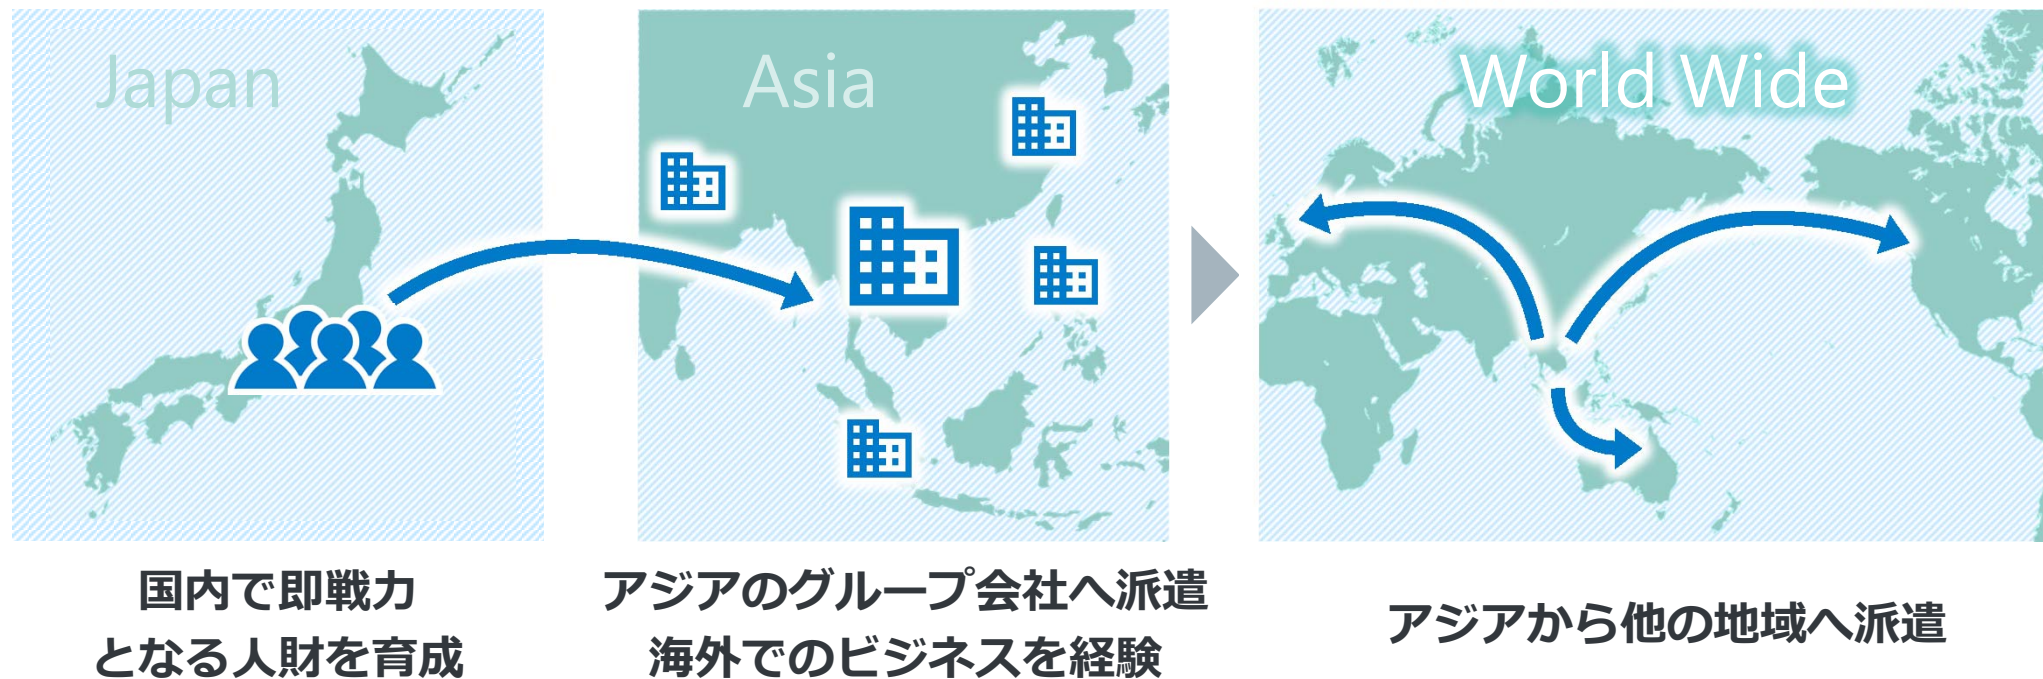 Japan
Asia
World Wide
国内で即戦力
となる人財を育成
アジアのグループ会社へ派遣
海外でのビジネスを経験
アジアから他の地域へ派遣